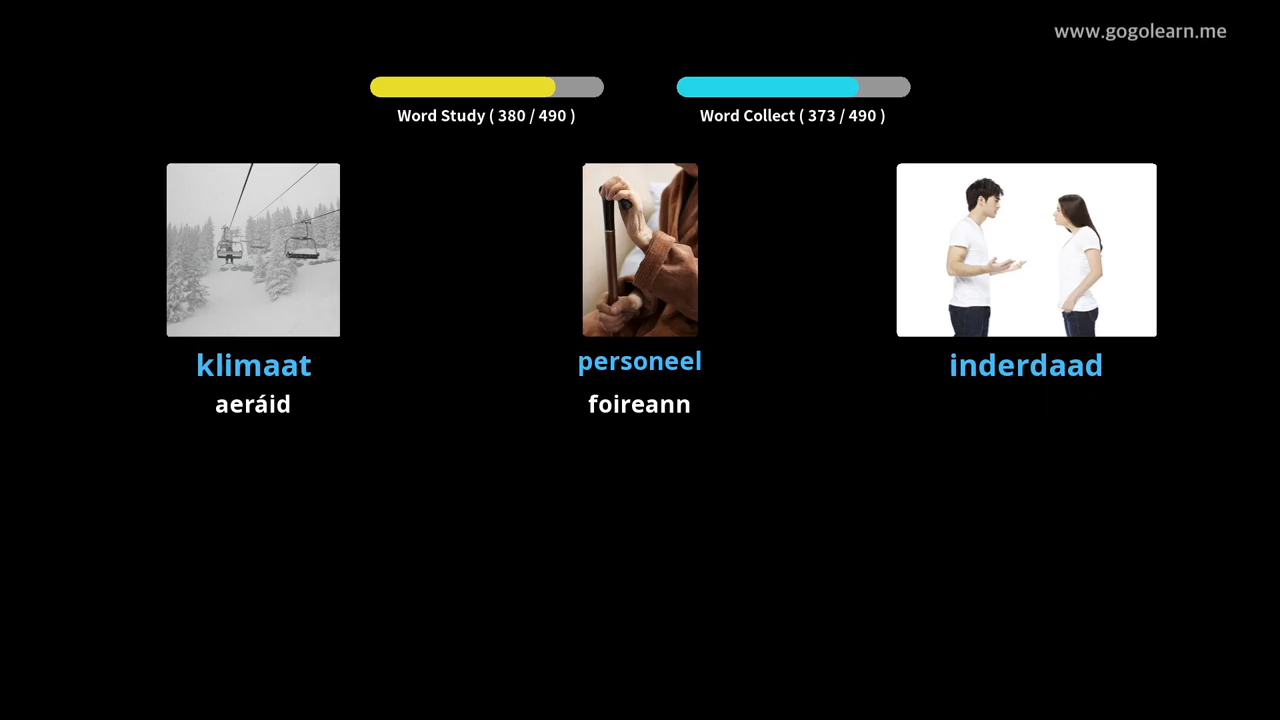 www.gogolearn.me
Word Study ( 380 / 490 )
Word Collect ( 373 / 490 )
klimaat
aeráid
personeel
foireann
inderdaad